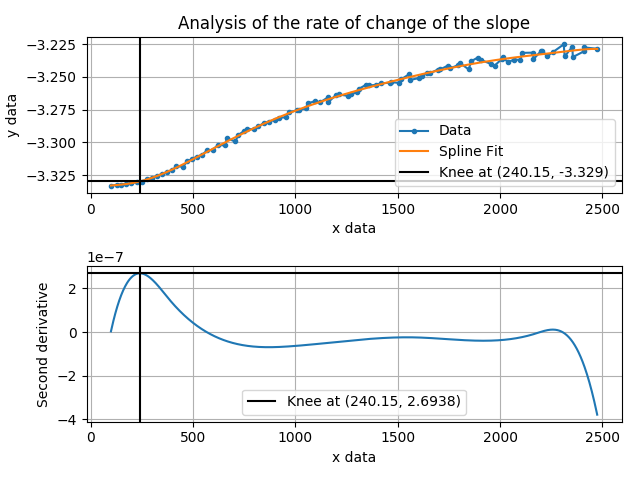 Analysis of the rate of change of the slope
y data
−3.225
−3.250
−3.275
−3.300
−3.325
Data
Spline Fit
Knee at (240.15, -3.329)
0 500 1000 1500 2000 2500
x data
1e−7
Second derivative
2
0
−2
−4
Knee at (240.15, 2.6938)
0 500 1000 1500 2000 2500
x data